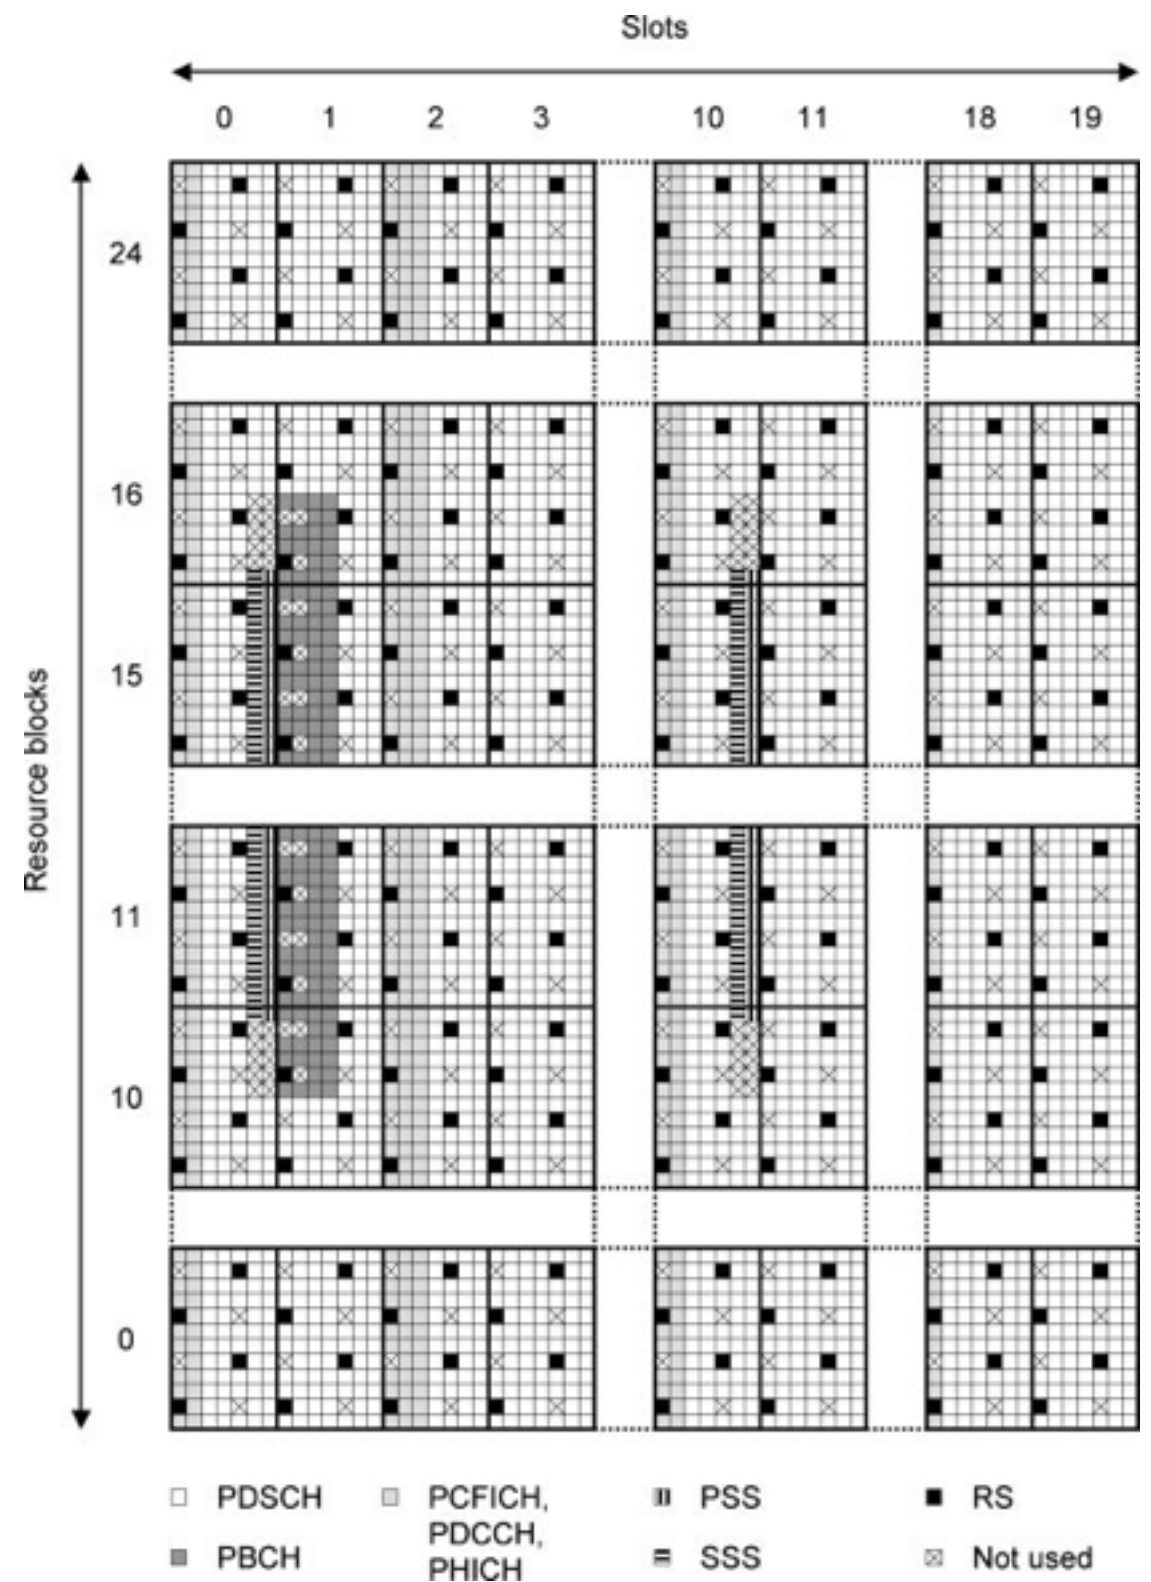 Slots
0 1 2 3 10 11 18 19
24
16
15
Resource blocks
11
10
0
PDSCH PCFICH, PSS RS
PDCCH,
PBCH PHICH SSS Not used